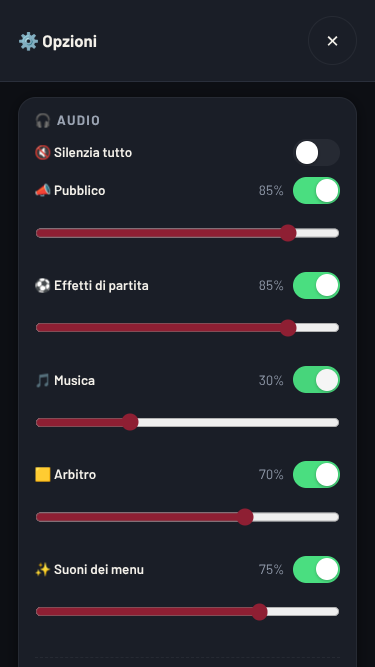 ⚙️ Opzioni
✕
🎧 AUDIO
🔇 Silenzia tutto
📣 Pubblico 85%
⚽ Effetti di partita 85%
🎵 Musica 30%
🟨 Arbitro 70%
✨ Suoni dei menu 75%